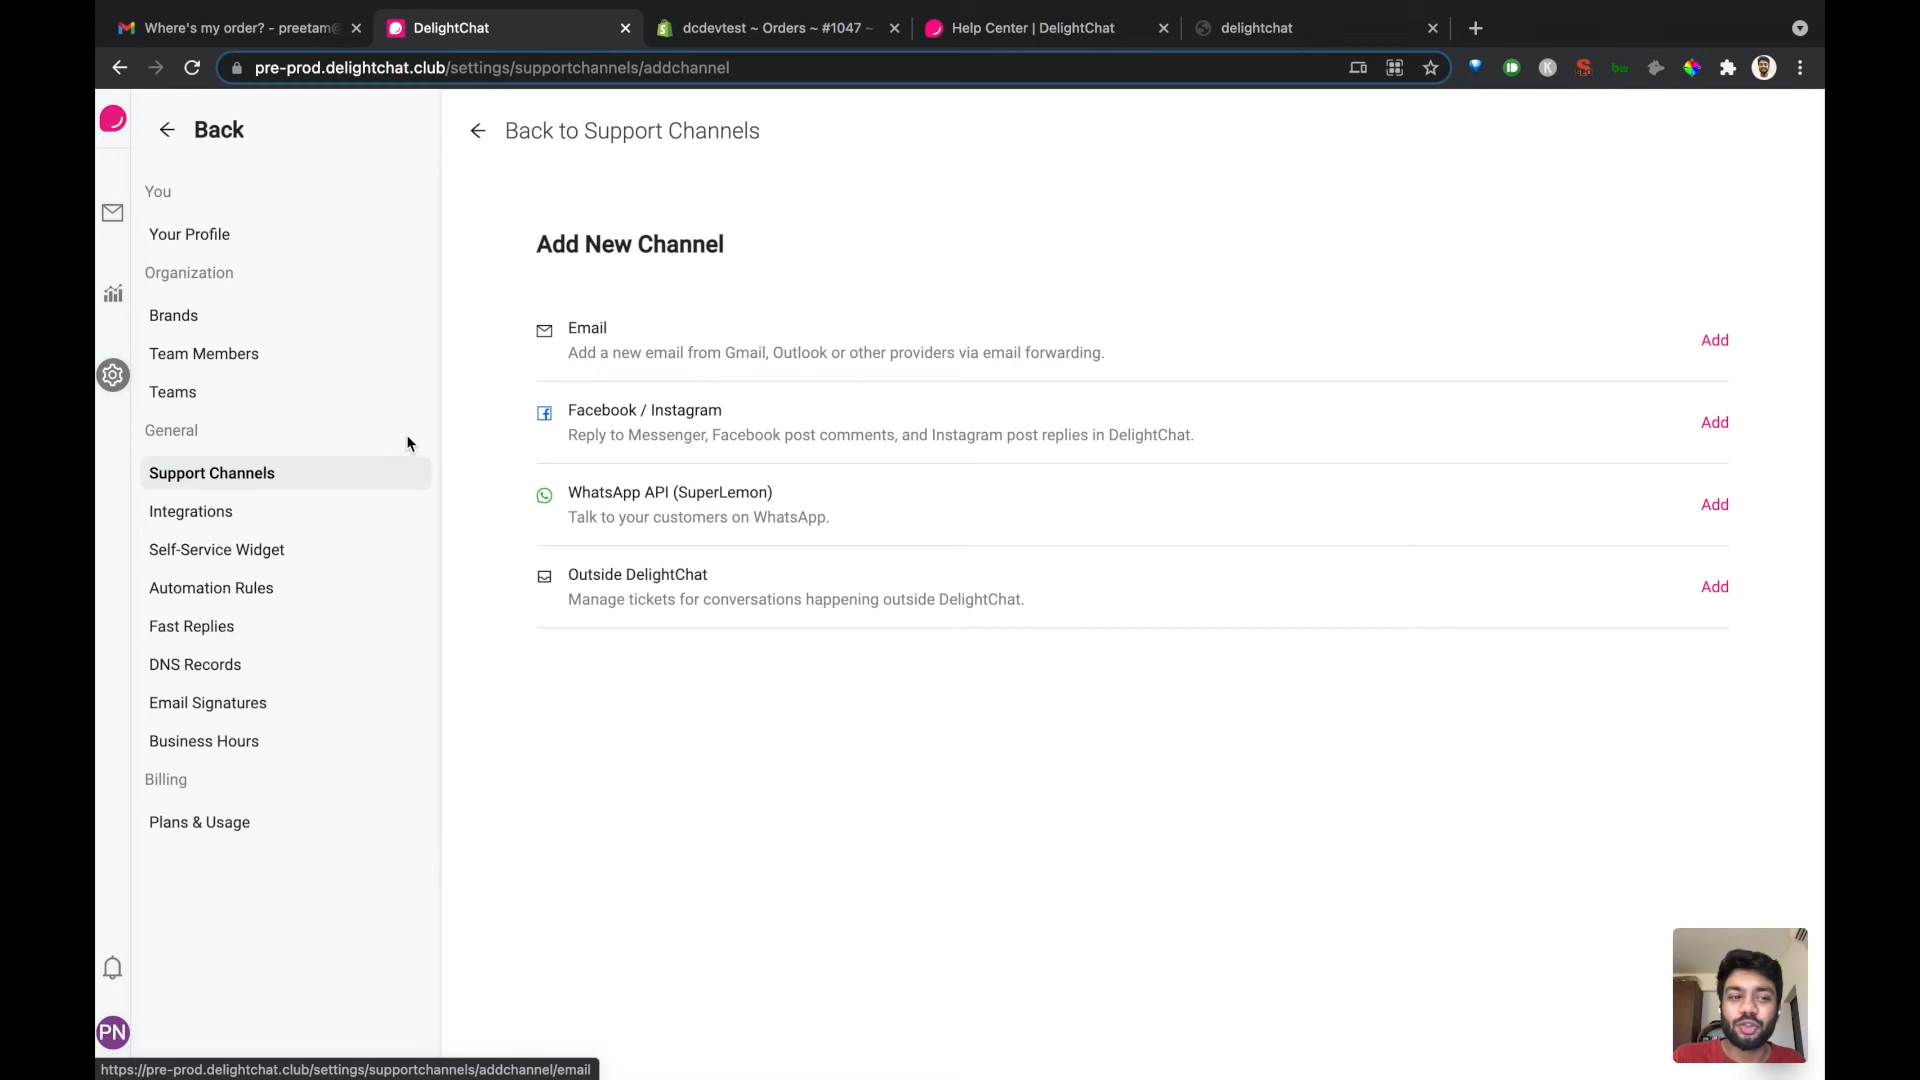 Where's my order? - preetam@
DelightChat
dcdevtest ~ Orders ~ #1047 ~
Help Center | DelightChat
delightchat
pre-prod.delightchat.club/settings/supportchannels/addchannel
Back
You
Your Profile
Organization
Brands
Team Members
Teams
General
Support Channels
Integrations
Self-Service Widget
Automation Rules
Fast Replies
DNS Records
Email Signatures
Business Hours
Billing
Plans & Usage
PN
Back to Support Channels
Add New Channel
Email
Add a new email from Gmail, Outlook or other providers via email forwarding.
Add
Facebook / Instagram
Reply to Messenger, Facebook post comments, and Instagram post replies in DelightChat.
Add
WhatsApp API (SuperLemon)
Talk to your customers on WhatsApp.
Add
Outside DelightChat
Manage tickets for conversations happening outside DelightChat.
Add
https://pre-prod.delightchat.club/settings/supportchannels/addchannel/email